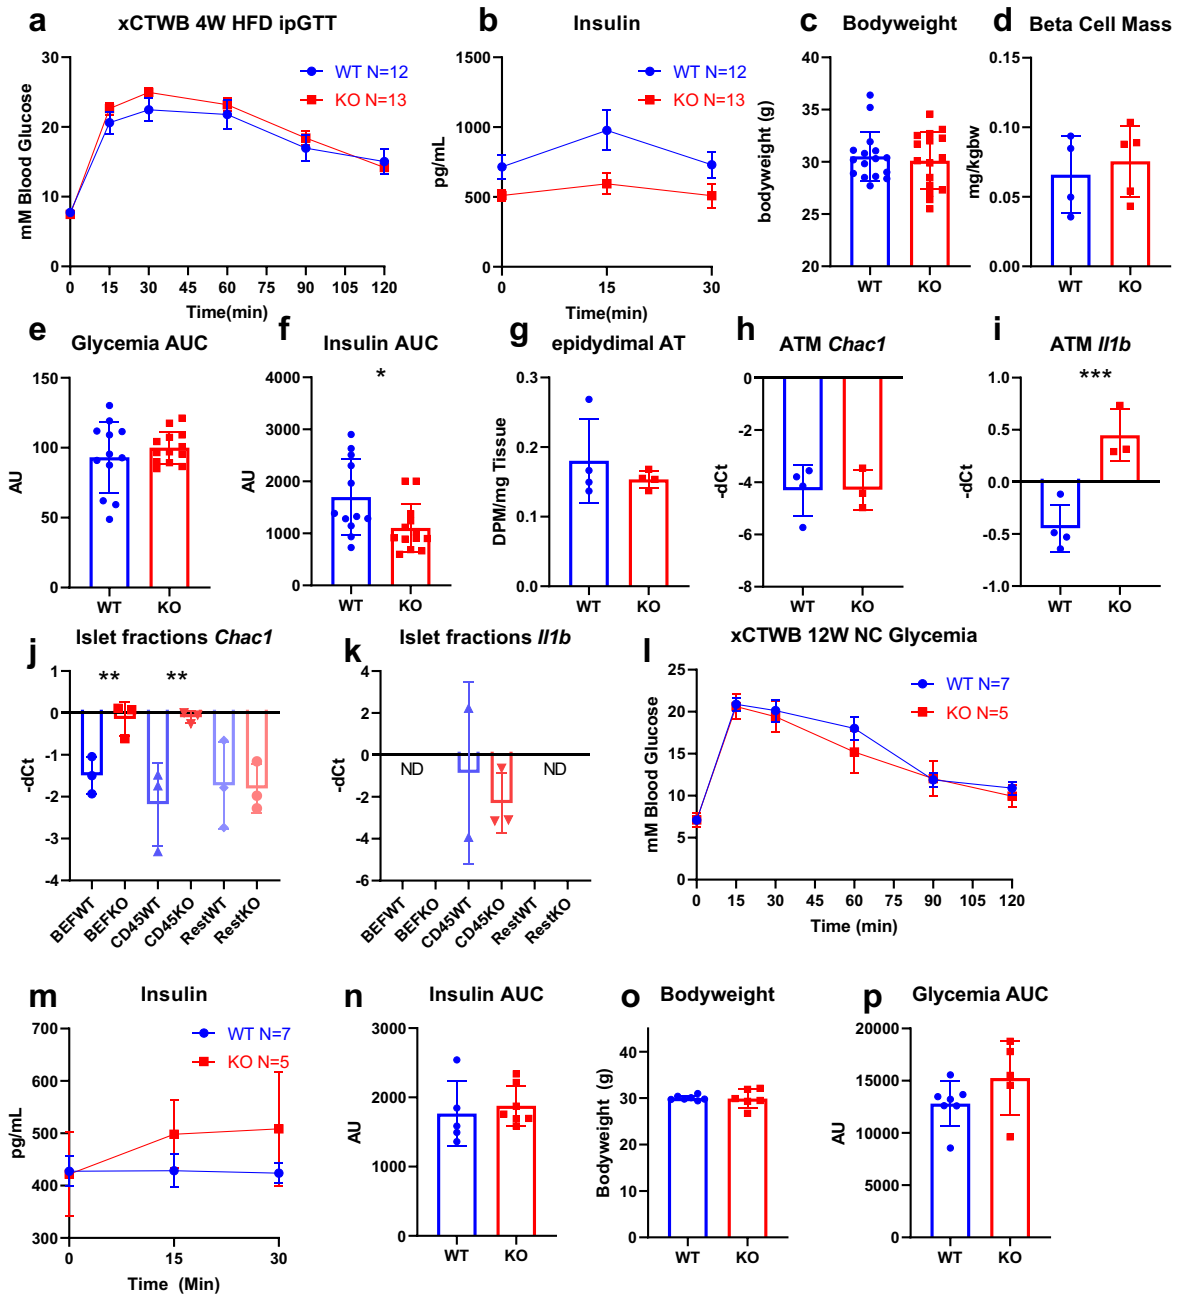 a xCTWB 4W HFD ipGTT
mM Blood Glucose
30
20
10
0
WT N=12
KO N=13
0 15 30 45 60 75 90 105 120
Time(min)
b Insulin
pg/mL
1500
1000
500
0
WT N=12
KO N=13
0 15 30
Time(min)
c Bodyweight
bodyweight (g)
40
35
30
25
20
WT KO
d Beta Cell Mass
mg/kgbw
0.15
0.10
0.05
0.00
WT KO
e Glycemia AUC
AU
150
100
50
0
WT KO
f Insulin AUC
AU
4000
3000
2000
1000
0
*
WT KO
g epidydimal AT
DPM/mg Tissue
0.3
0.2
0.1
0.0
WT KO
h ATM Chac1
-dCt
0
-2
-4
-6
-8
WT KO
i ATM Il1b
-dCt
1.0
0.5
0.0
-0.5
-1.0
***
WT KO
j Islet fractions Chac1
-dCt
1
0
-1
-2
-3
-4
** **
BEFWT BEFKO CD45WT CD45KO RestWT RestKO
k Islet fractions Il1b
-dCt
4
2
0
-2
-4
-6
ND ND
BEFWT BEFKO CD45WT CD45KO RestWT RestKO
l xCTWB 12W NC Glycemia
mM Blood Glucose
25
20
15
10
5
0
WT N=7
KO N=5
0 15 30 45 60 75 90 105 120
Time (min)
m Insulin
pg/mL
700
600
500
400
300
WT N=7
KO N=5
0 15 30
Time (Min)
n Insulin AUC
AU
3000
2000
1000
0
WT KO
o Bodyweight
Bodyweight (g)
40
30
20
10
0
WT KO
p Glycemia AUC
AU
20000
15000
10000
5000
0
WT KO